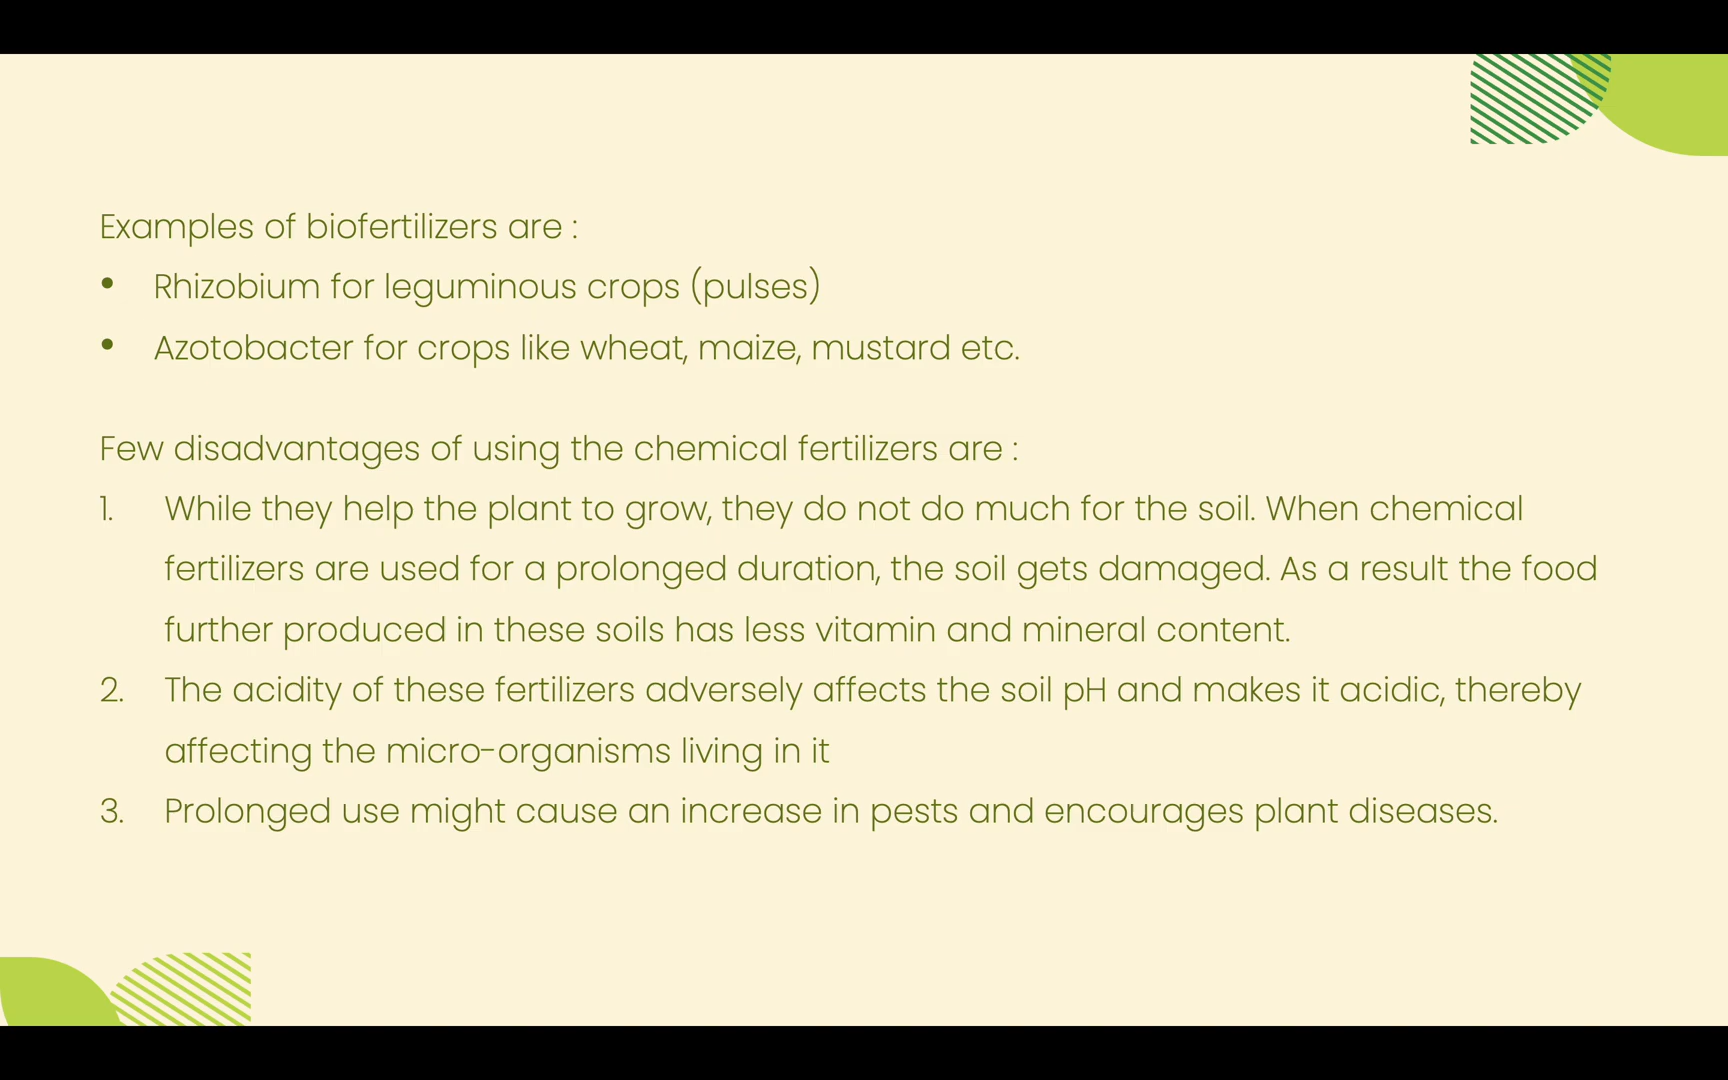 Examples of biofertilizers are :
• Rhizobium for leguminous crops (pulses)
• Azotobacter for crops like wheat, maize, mustard etc.
Few disadvantages of using the chemical fertilizers are :
1. While they help the plant to grow, they do not do much for the soil. When chemical
fertilizers are used for a prolonged duration, the soil gets damaged. As a result the food
further produced in these soils has less vitamin and mineral content.
2. The acidity of these fertilizers adversely affects the soil pH and makes it acidic, thereby
affecting the micro-organisms living in it
3. Prolonged use might cause an increase in pests and encourages plant diseases.